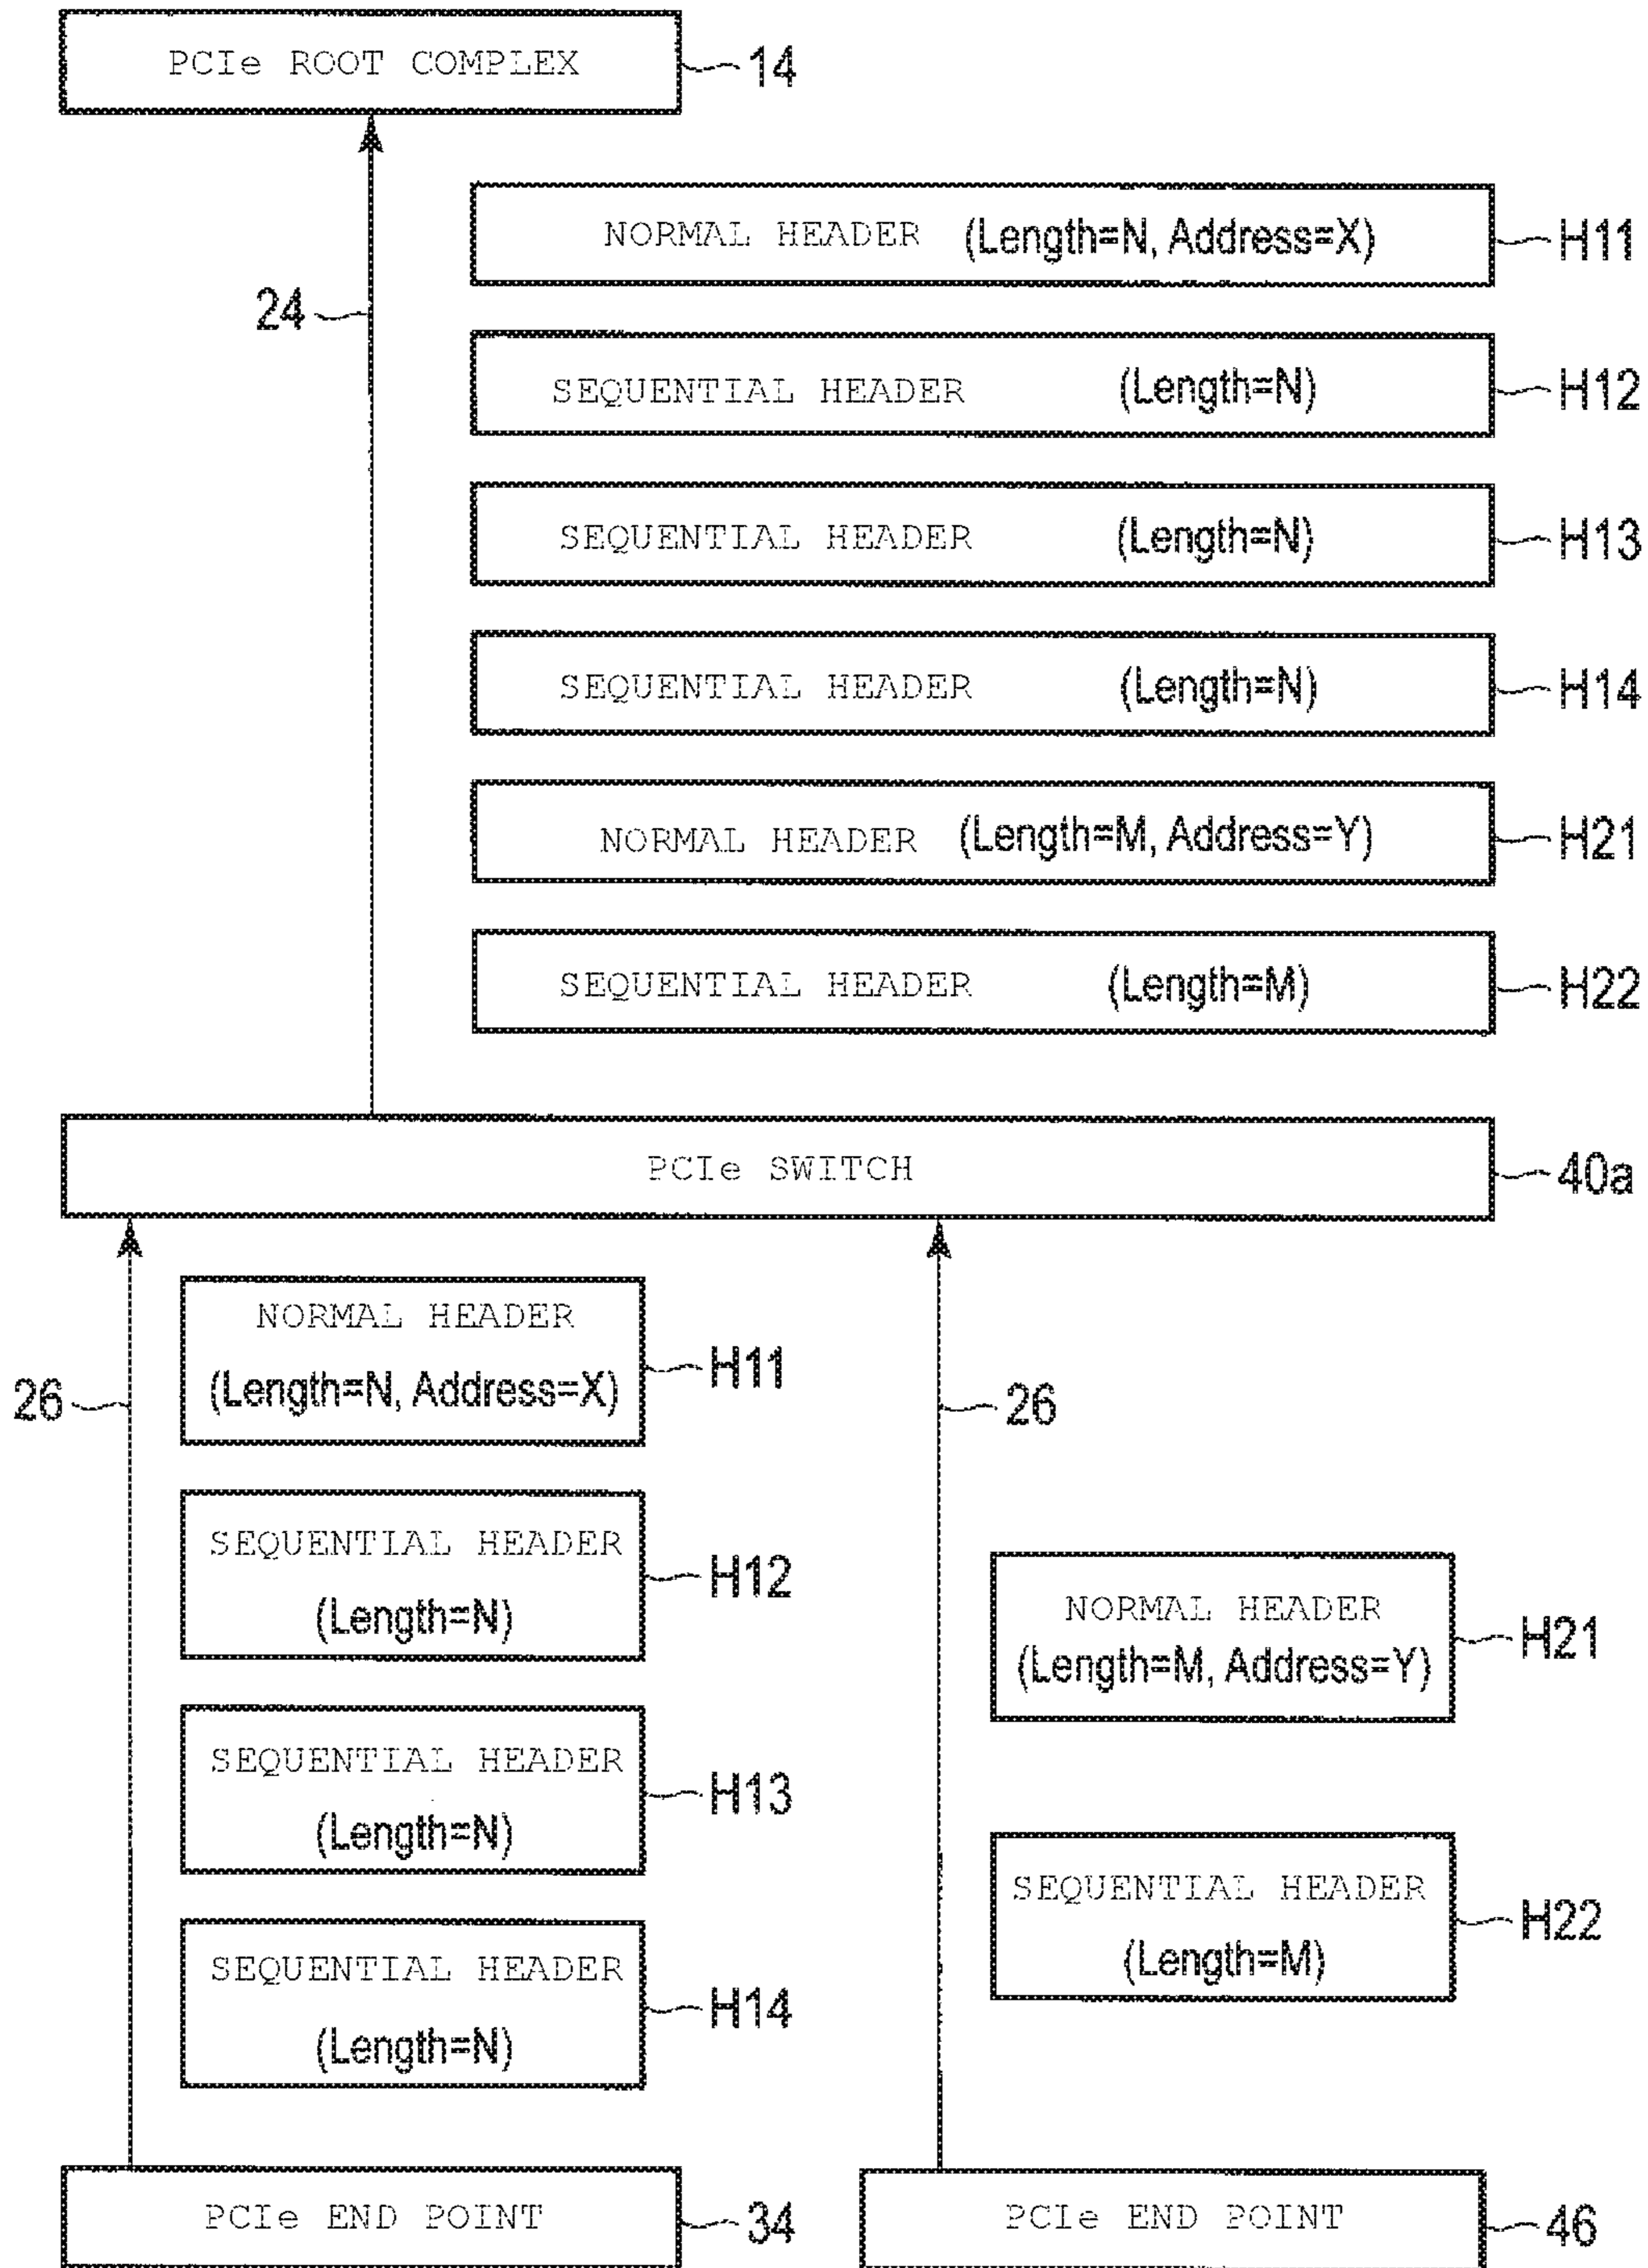 PCIe ROOT COMPLEX 14
NORMAL HEADER (Length=N, Address=X) H11
24
SEQUENTIAL HEADER (Length=N) H12
SEQUENTIAL HEADER (Length=N) H13
SEQUENTIAL HEADER (Length=N) H14
NORMAL HEADER (Length=M, Address=Y) H21
SEQUENTIAL HEADER (Length=M) H22
PCIe SWITCH 40a
26
NORMAL HEADER
(Length=N, Address=X)
H11
SEQUENTIAL HEADER
(Length=N)
H12
SEQUENTIAL HEADER
(Length=N)
H13
SEQUENTIAL HEADER
(Length=N)
H14
26
NORMAL HEADER
(Length=M, Address=Y)
H21
SEQUENTIAL HEADER
(Length=M)
H22
PCIe END POINT 34
PCIe END POINT 46